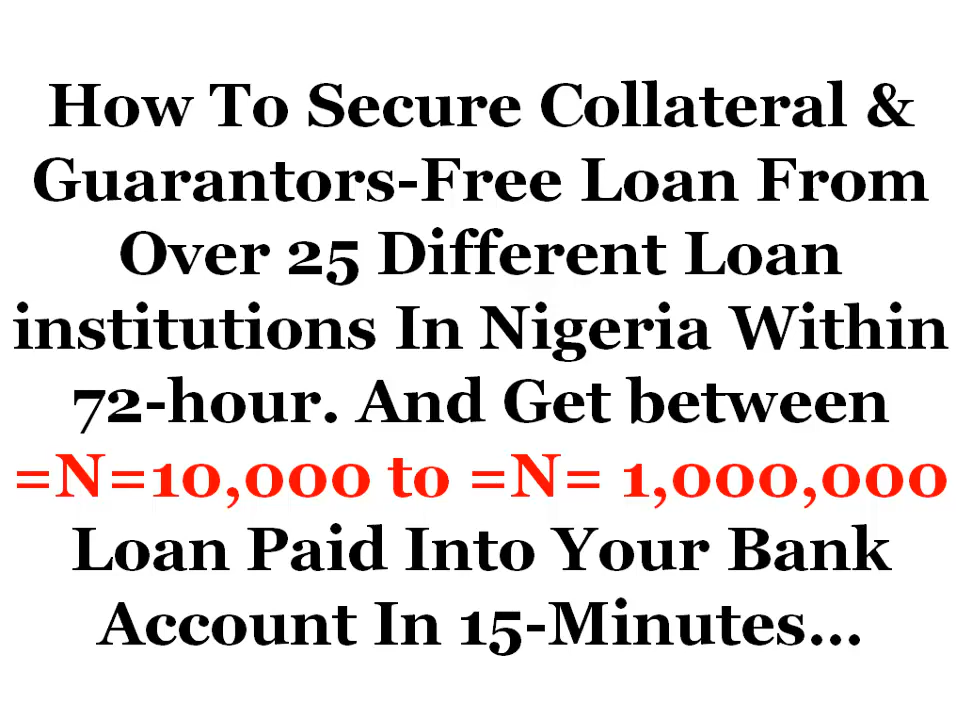 How To Secure Collateral &
Guarantors-Free Loan From
Over 25 Different Loan
institutions In Nigeria Within
72-hour. And Get between
=N=10,000 to =N= 1,000,000
Loan Paid Into Your Bank
Account In 15-Minutes...